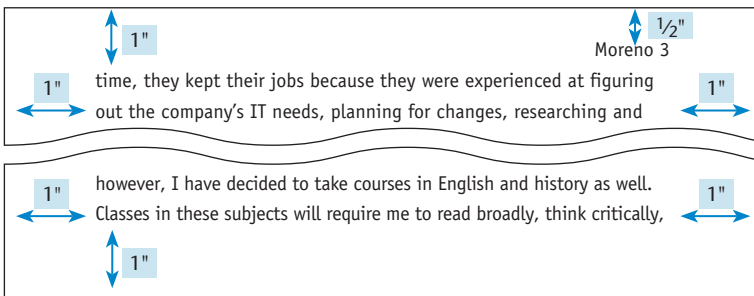 1" ½"
Moreno 3
1" time, they kept their jobs because they were experienced at figuring 1"
out the company’s IT needs, planning for changes, researching and
1" however, I have decided to take courses in English and history as well. 1"
Classes in these subjects will require me to read broadly, think critically,
1"